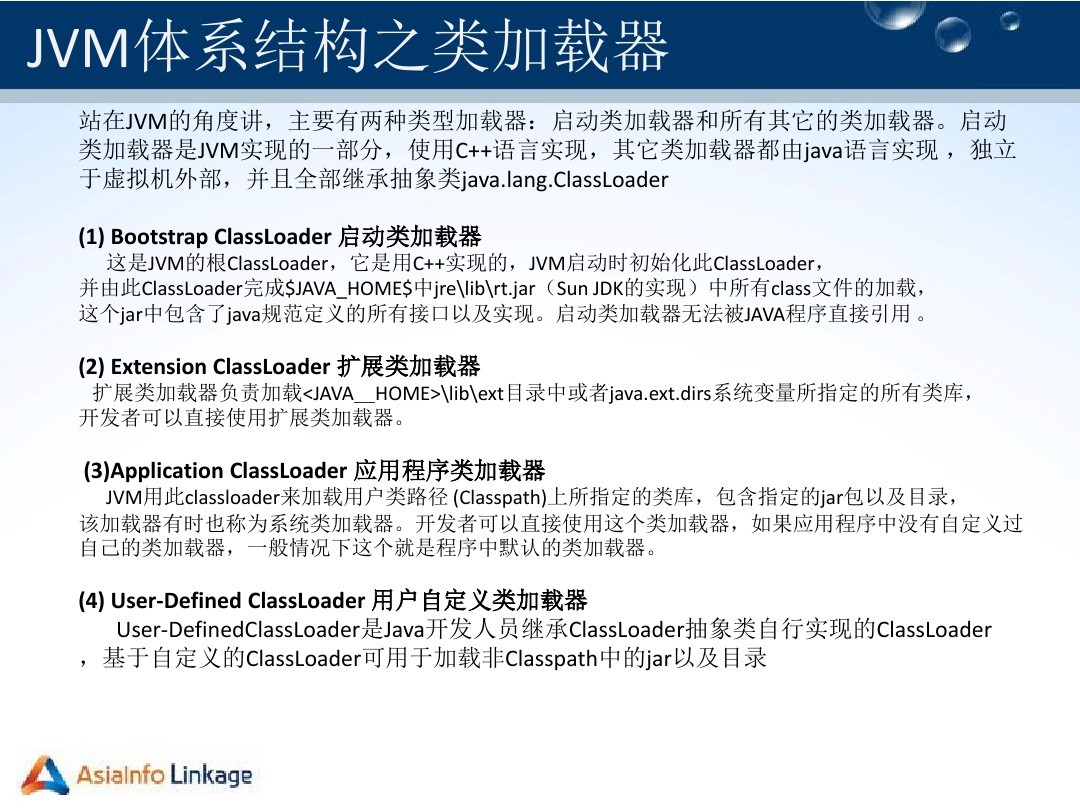 JVM体系结构之类加载器
站在JVM的角度讲，主要有两种类型加载器：启动类加载器和所有其它的类加载器。启动
类加载器是JVM实现的一部分，使用C++语言实现，其它类加载器都由java语言实现 ，独立
于虚拟机外部，并且全部继承抽象类java.lang.ClassLoader
(1) Bootstrap ClassLoader 启动类加载器
这是JVM的根ClassLoader，它是用C++实现的，JVM启动时初始化此ClassLoader，
并由此ClassLoader完成$JAVA_HOME$中jre\lib\rt.jar（Sun JDK的实现）中所有class文件的加载，
这个jar中包含了java规范定义的所有接口以及实现。启动类加载器无法被JAVA程序直接引用 。
(2) Extension ClassLoader 扩展类加载器
扩展类加载器负责加载<JAVA__HOME>\lib\ext目录中或者java.ext.dirs系统变量所指定的所有类库，
开发者可以直接使用扩展类加载器。
(3)Application ClassLoader 应用程序类加载器
JVM用此classloader来加载用户类路径 (Classpath)上所指定的类库，包含指定的jar包以及目录，
该加载器有时也称为系统类加载器。开发者可以直接使用这个类加载器，如果应用程序中没有自定义过
自己的类加载器，一般情况下这个就是程序中默认的类加载器。
(4) User-Defined ClassLoader 用户自定义类加载器
User-DefinedClassLoader是Java开发人员继承ClassLoader抽象类自行实现的ClassLoader
，基于自定义的ClassLoader可用于加载非Classpath中的jar以及目录
AsiaInfo Linkage